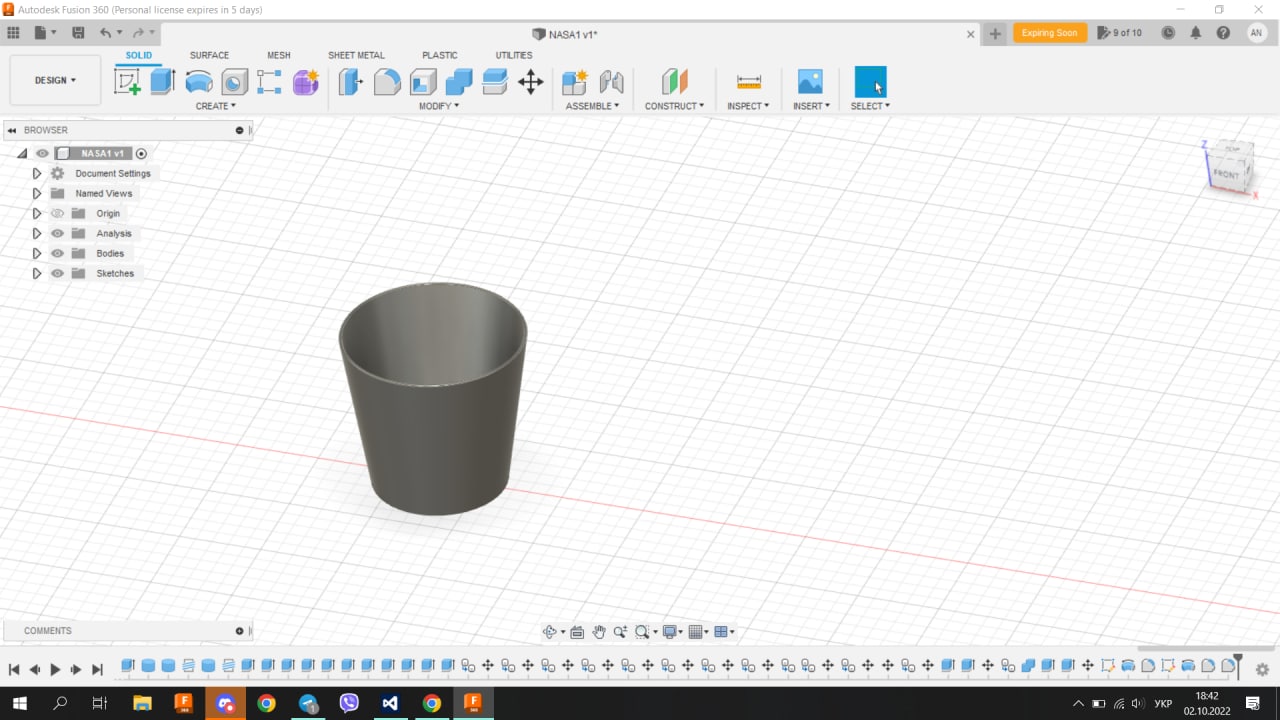 Autodesk Fusion 360 (Personal license expires in 5 days)
NASA1 v1*
Expiring Soon
9 of 10
AN
SOLID SURFACE MESH SHEET METAL PLASTIC UTILITIES
DESIGN
CREATE MODIFY ASSEMBLE CONSTRUCT INSPECT INSERT SELECT
BROWSER
NASA1 v1
Document Settings
Named Views
Origin
Analysis
Bodies
Sketches
Z
FRONT
X
COMMENTS
УКР
18:42
02.10.2022